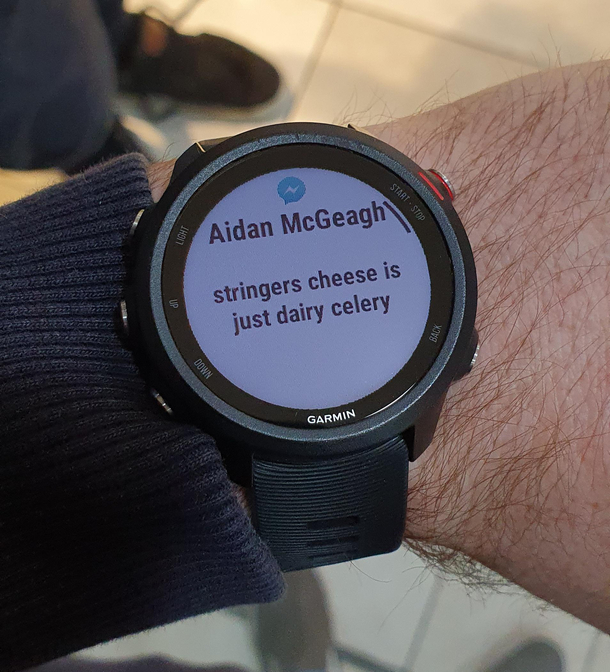 Aidan McGeagh
START · STOP
LIGHT
stringers cheese is
just dairy celery
UP
BACK
DOWN
GARMIN